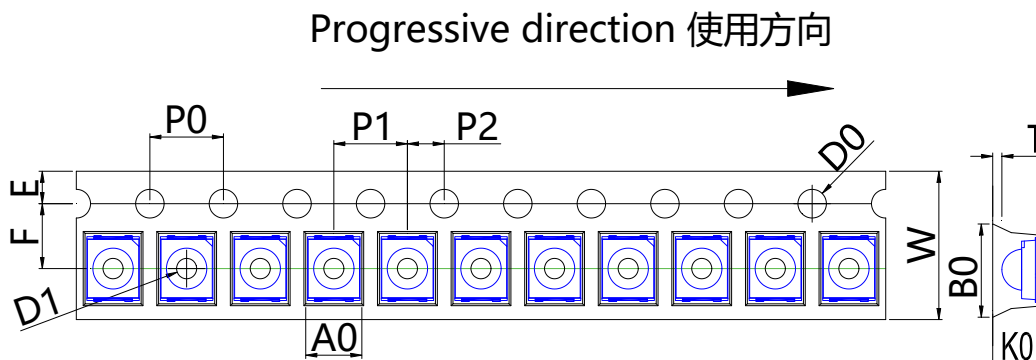 Progressive direction 使用方向
P0
P1
P2
D0
T
E
F
W
B0
D1
A0
K0